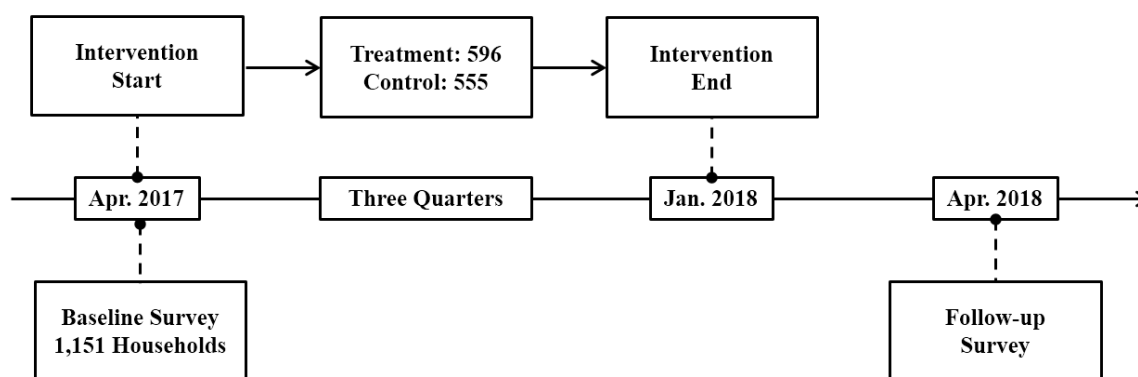 Intervention
Start
Treatment: 596
Control: 555
Intervention
End
Apr. 2017
Three Quarters
Jan. 2018
Apr. 2018
Baseline Survey
1,151 Households
Follow-up
Survey